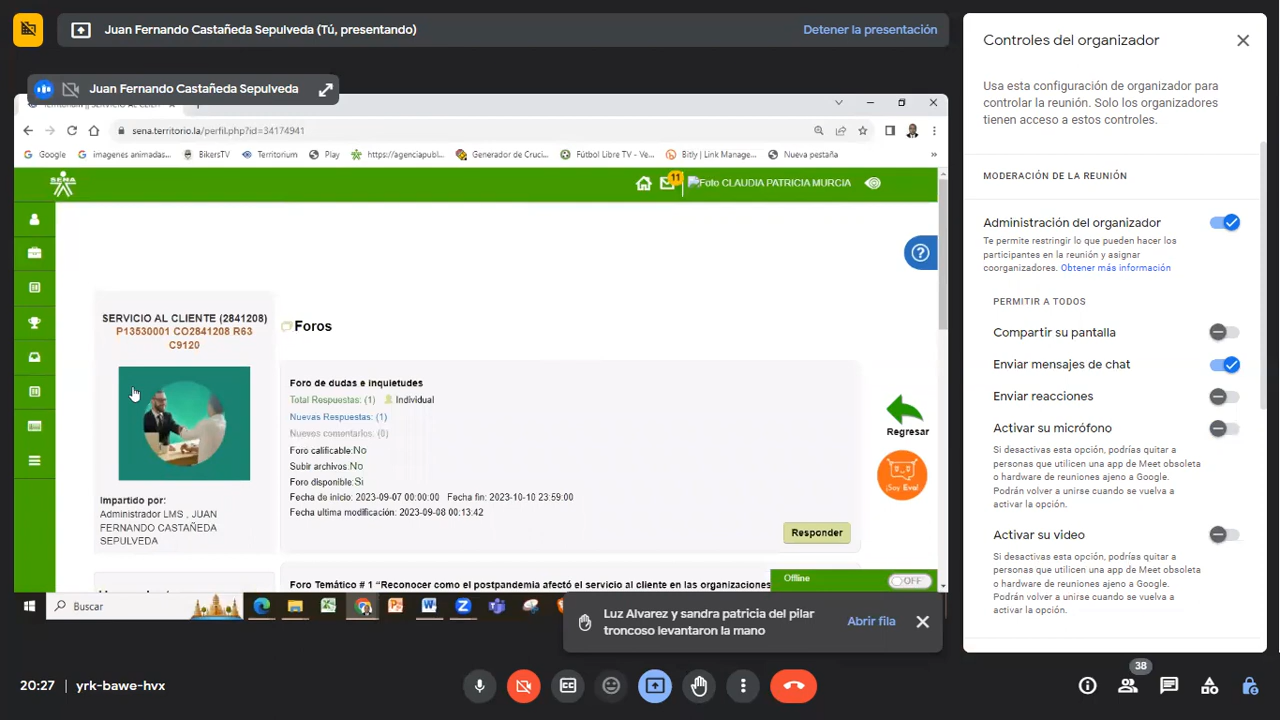 Juan Fernando Castañeda Sepulveda (Tú, presentando)
Detener la presentación
Juan Fernando Castañeda Sepulveda
sena.territorio.la/perfil.php?id=34174941
Google
imagenes animadas...
BikersTV
Territorium
Play
https://agenciapubl...
Generador de Cruci...
Fútbol Libre TV - Ve...
Bitly | Link Manage...
Nueva pestaña
»
SENA
11
Foto CLAUDIA PATRICIA MURCIA
SERVICIO AL CLIENTE (2841208)
P13530001 CO2841208 R63
C9120
Impartido por:
Administrador LMS , JUAN
FERNANDO CASTAÑEDA
SEPULVEDA
Foros
Foro de dudas e inquietudes
Total Respuestas: (1) Individual
Nuevas Respuestas: (1)
Nuevos comentarios: (0)
Foro calificable:No
Subir archivos:No
Foro disponible:Si
Fecha de inicio: 2023-09-07 00:00:00 Fecha fin: 2023-10-10 23:59:00
Fecha ultima modificación: 2023-09-08 00:13:42
Responder
Regresar
¡Soy Eva!
Foro Temático # 1 “Reconocer como el postpandemia afectó el servicio al cliente en las organizaciones
Offline
OFF
Buscar
Luz Alvarez y sandra patricia del pilar
troncoso levantaron la mano
Abrir fila
20:27 | yrk-bawe-hvx
38
Controles del organizador
Usa esta configuración de organizador para
controlar la reunión. Solo los organizadores
tienen acceso a estos controles.
MODERACIÓN DE LA REUNIÓN
Administración del organizador
Te permite restringir lo que pueden hacer los
participantes en la reunión y asignar
coorganizadores. Obtener más información
PERMITIR A TODOS
Compartir su pantalla
Enviar mensajes de chat
Enviar reacciones
Activar su micrófono
Si desactivas esta opción, podrías quitar a
personas que utilicen una app de Meet obsoleta
o hardware de reuniones ajeno a Google.
Podrán volver a unirse cuando se vuelva a
activar la opción.
Activar su video
Si desactivas esta opción, podrías quitar a
personas que utilicen una app de Meet obsoleta
o hardware de reuniones ajeno a Google.
Podrán volver a unirse cuando se vuelva a
activar la opción.